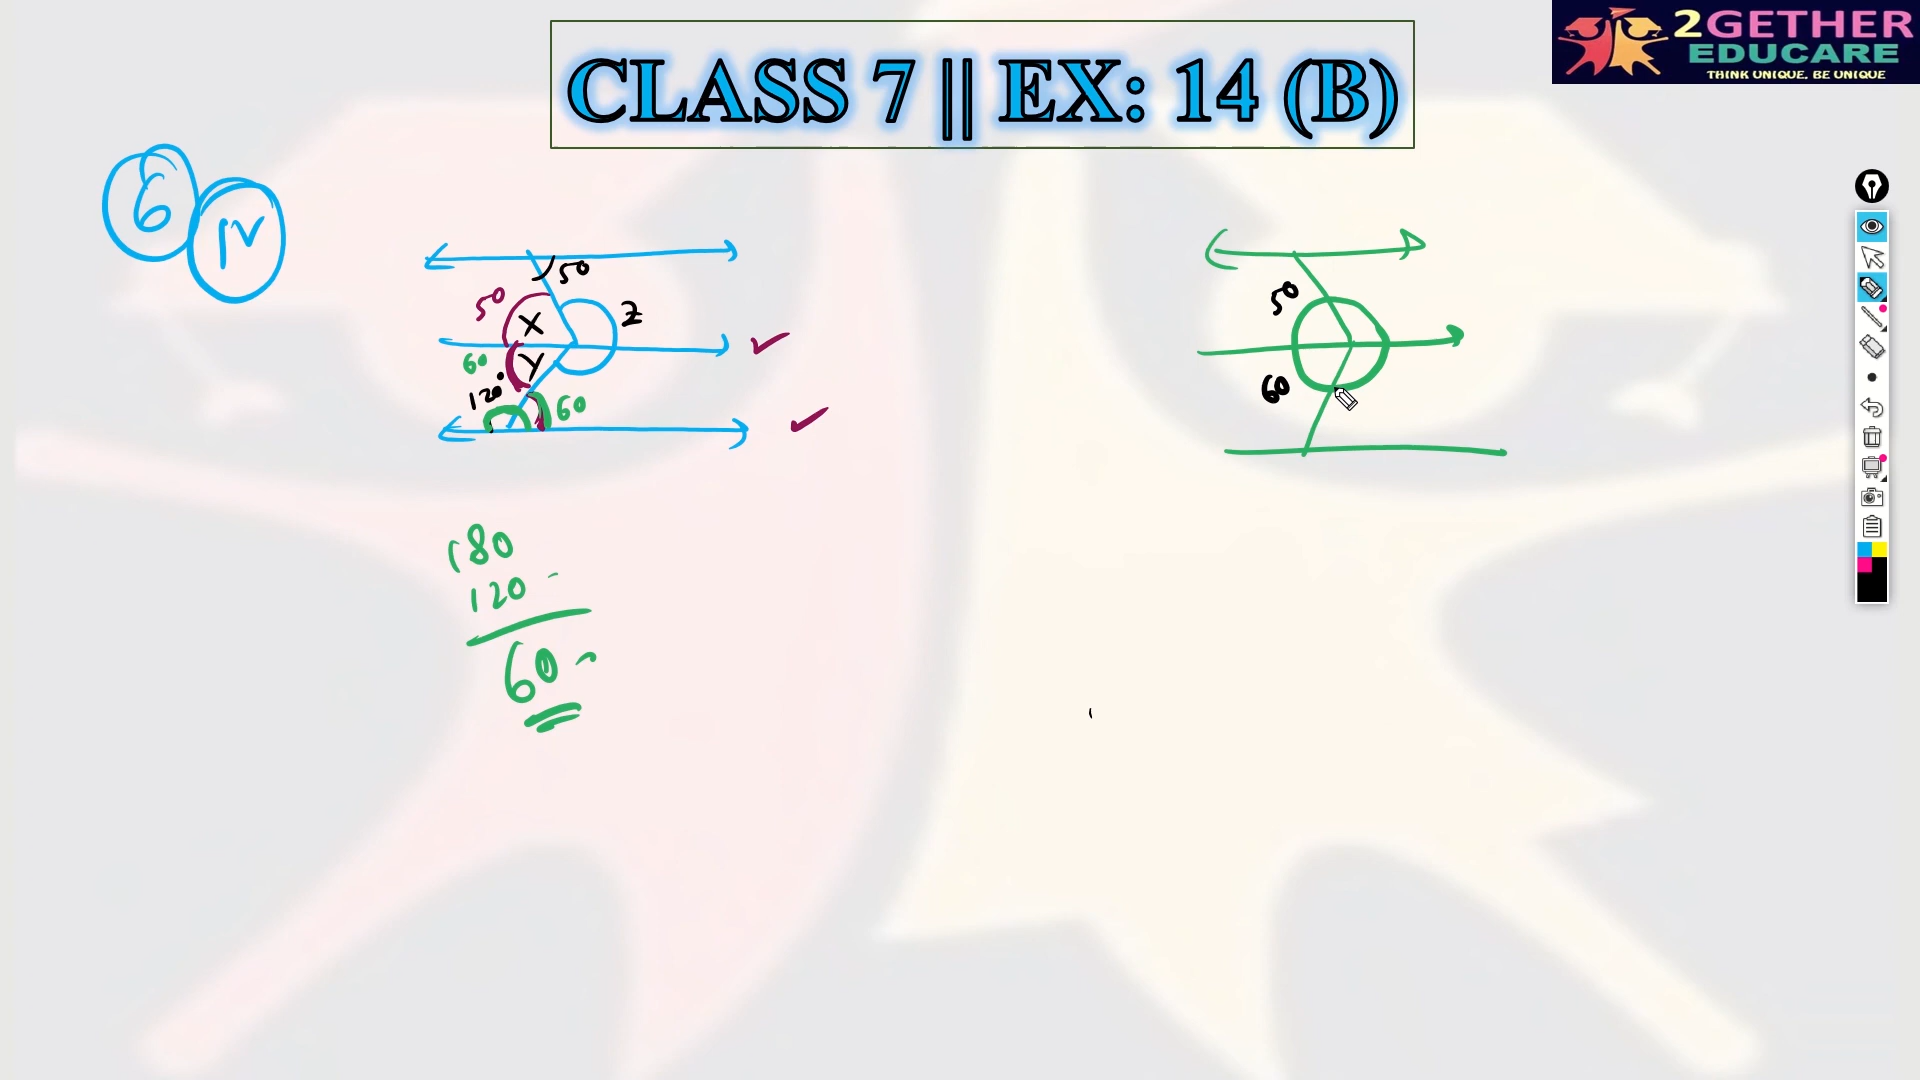 2GETHER
EDUCARE
THINK UNIQUE, BE UNIQUE
CLASS 7 || EX: 14 (B)
6
IV
50
50
X
Z
60
Y
120°
60
50
60
180
120 -
60